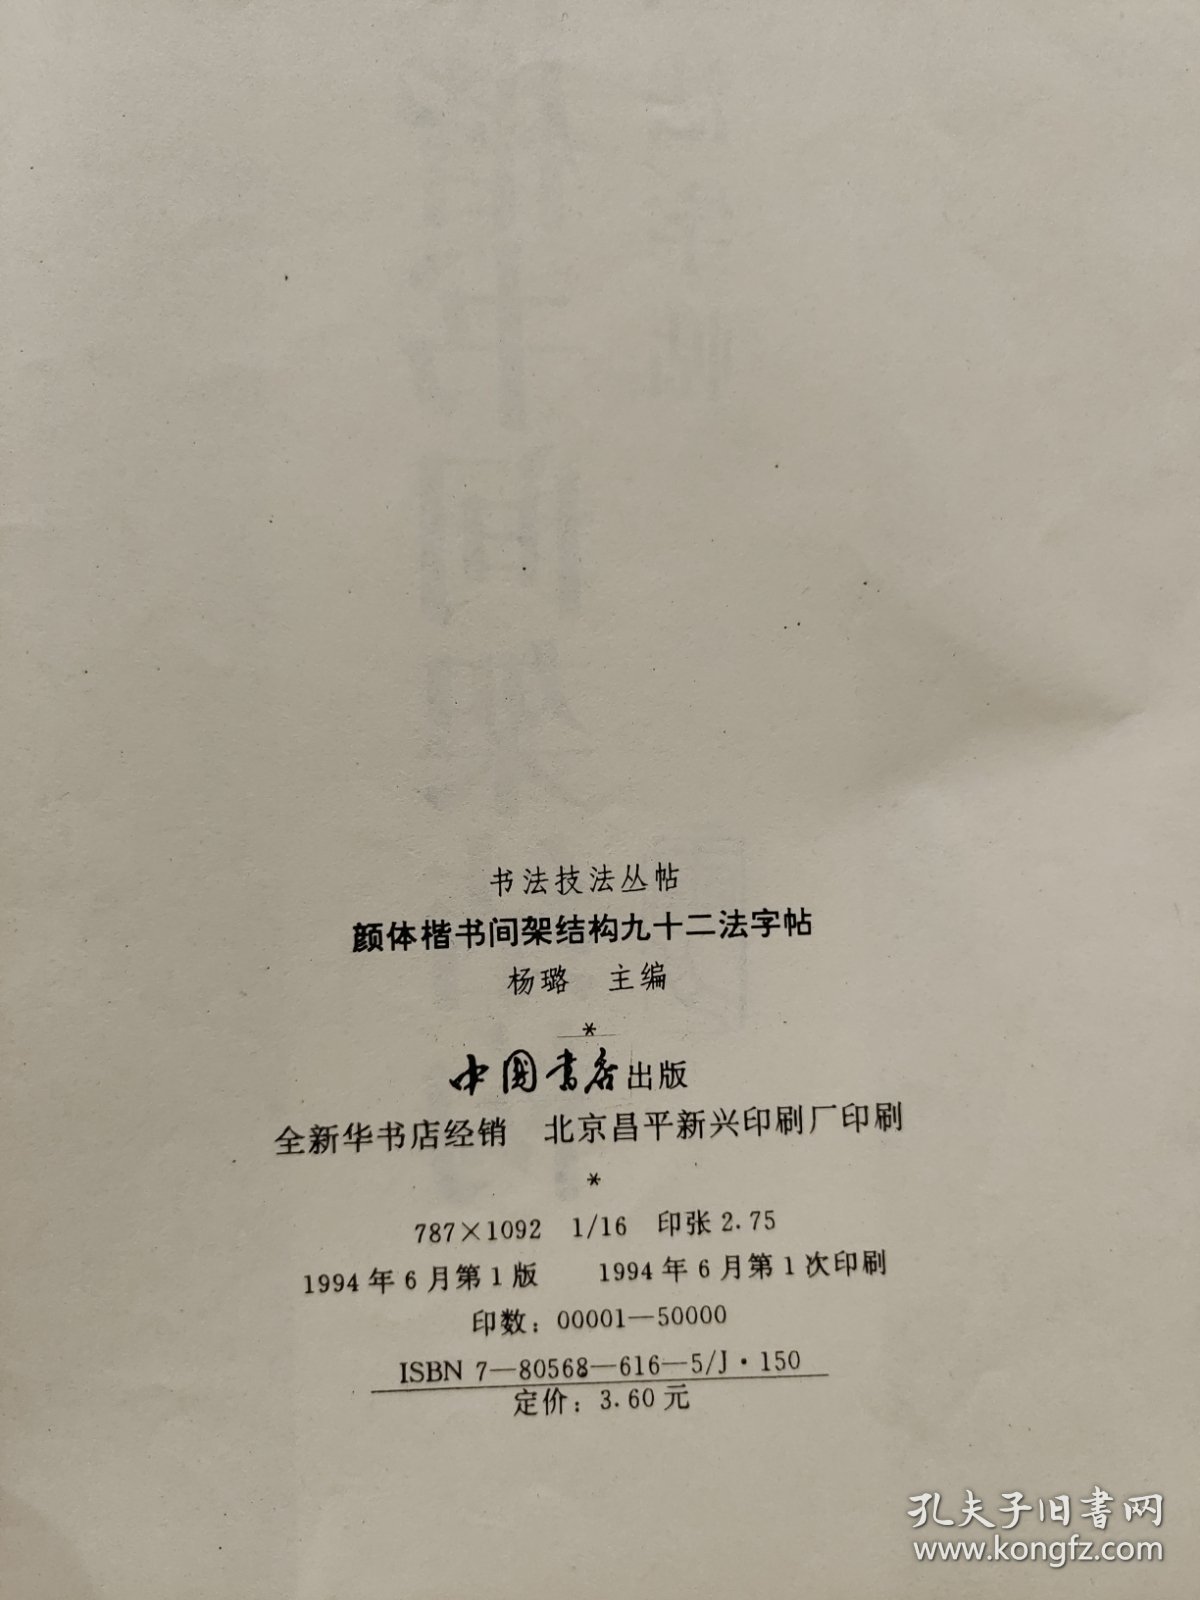 书法技法丛帖
颜体楷书间架结构九十二法字帖
杨璐 主编
*
中国書店出版
全新华书店经销 北京昌平新兴印刷厂印刷
*
787×1092 1/16 印张2.75
1994年6月第1版 1994年6月第1次印刷
印数：00001—50000
ISBN 7—80568—616—5/J·150
定价：3.60元
孔夫子旧书网
www.kongfz.com